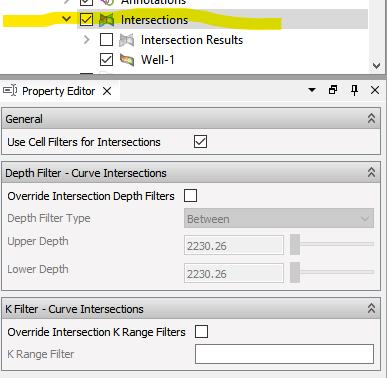 Annotations
Intersections
Intersection Results
Well-1
Property Editor
General
Use Cell Filters for Intersections
Depth Filter - Curve Intersections
Override Intersection Depth Filters
Depth Filter Type Between
Upper Depth 2230.26
Lower Depth 2230.26
K Filter - Curve Intersections
Override Intersection K Range Filters
K Range Filter